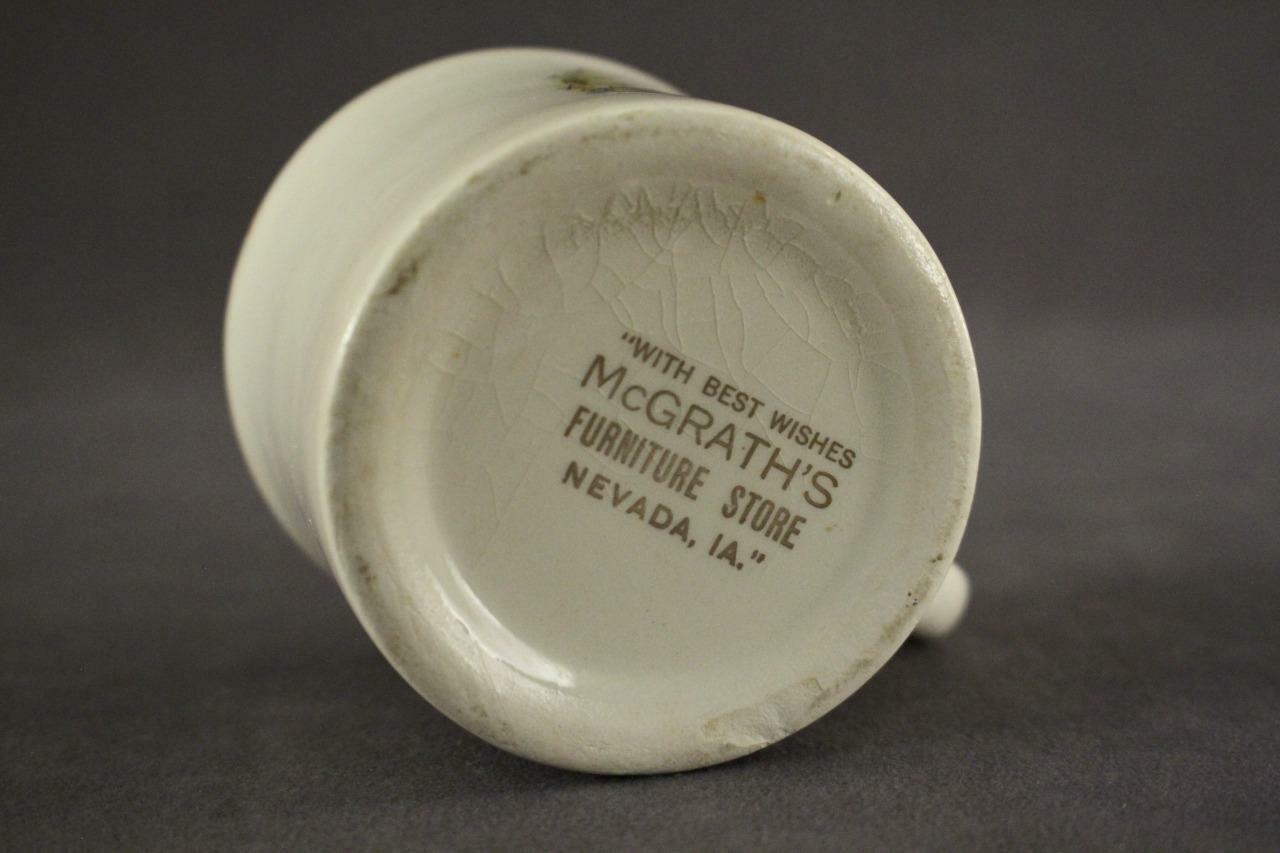 "WITH BEST WISHES
McGRATH'S
FURNITURE STORE
NEVADA, IA."